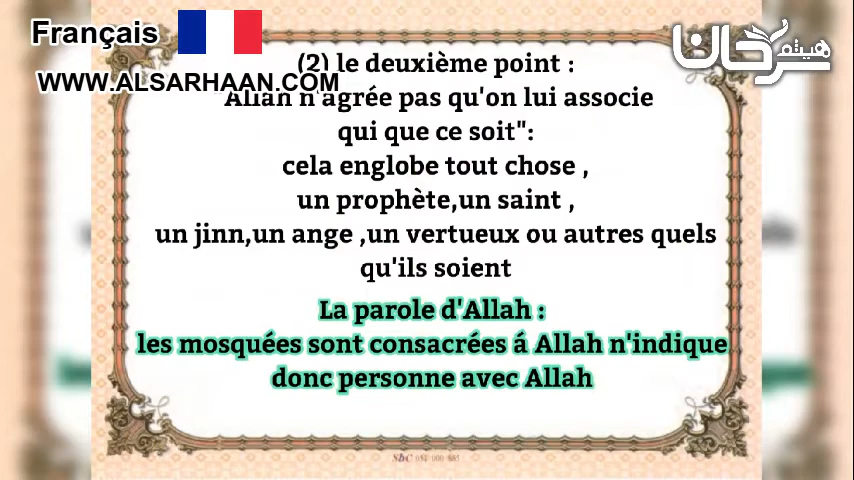 Français
WWW.ALSARHAAN.COM
هيثم سرحان
(2) le deuxième point :
Allah n'agrée pas qu'on lui associe
qui que ce soit":
cela englobe tout chose ,
un prophète,un saint ,
un jinn,un ange ,un vertueux ou autres quels
qu'ils soient
La parole d'Allah :
les mosquées sont consacrées á Allah n'indique
donc personne avec Allah